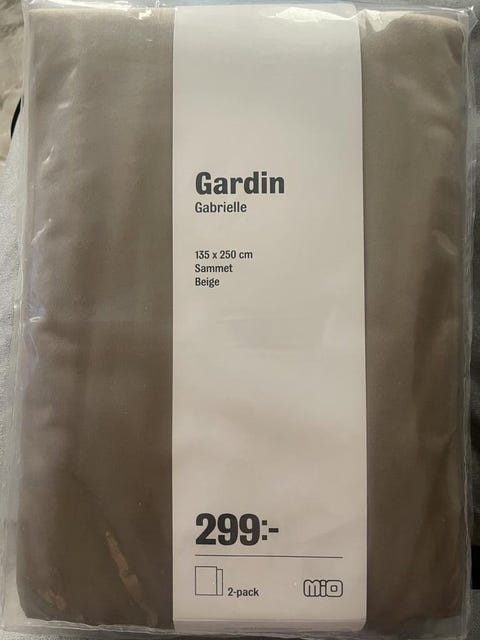 Gardin
Gabrielle
135 x 250 cm
Sammet
Beige
299:-
2-pack
mio